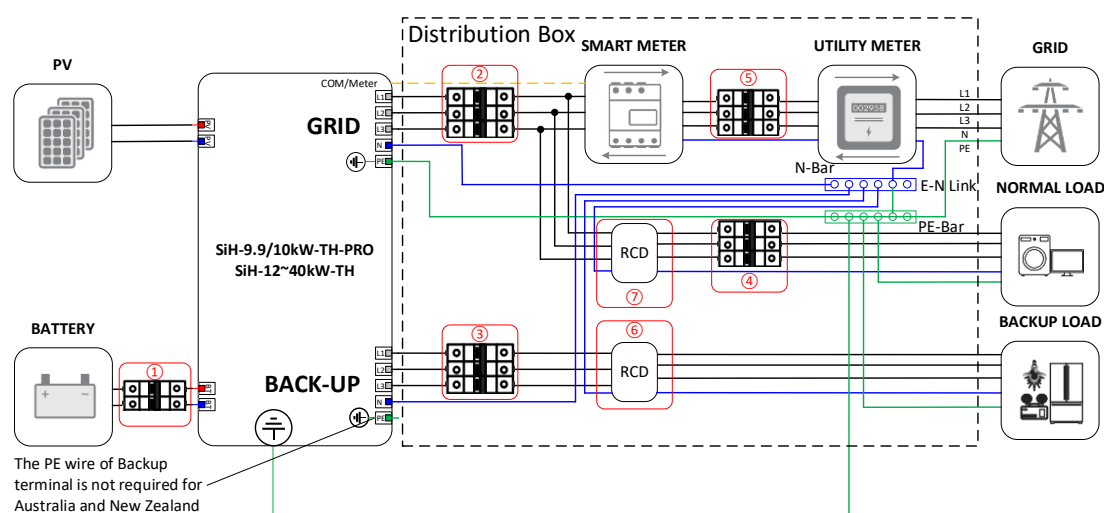 Distribution Box
SMART METER
UTILITY METER
GRID
PV
COM/Meter
②
⑤
L1
L2
L3
N
PE
GRID
002958
L1
L2
L3
N
PE
N-Bar
E-N Link
NORMAL LOAD
PE-Bar
SiH-9.9/10kW-TH-PRO
SiH-12~40kW-TH
RCD
⑦
④
BATTERY
①
+ −
BACK-UP
L1
L2
L3
N
PE
③
⑥
RCD
BACKUP LOAD
The PE wire of Backup
terminal is not required for
Australia and New Zealand